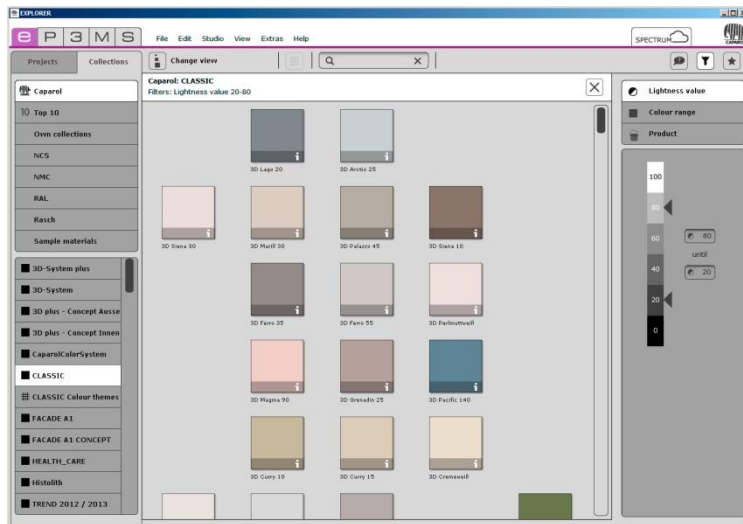 EXPLORER
e P 3 M S
File Edit Studio View Extras Help
SPECTRUM
CAPAROL
Projects Collections
Change view
Caparol: CLASSIC
Filters: Lightness value 20-80
Caparol
10 Top 10
Own collections
NCS
NMC
RAL
Rasch
Sample materials
3D-System plus
3D-System
3D plus - Concept Ausse
3D plus - Concept Innen
CaparolColorSystem
CLASSIC
CLASSIC Colour themes
FACADE A1
FACADE A1 CONCEPT
HEALTH_CARE
Histolith
TREND 2012 / 2013
3D Lago 20
3D Arctis 25
3D Siena 30
3D Marill 30
3D Palazzo 45
3D Siena 10
3D Ferro 35
3D Ferro 55
3D Perlmuttweiß
3D Magma 90
3D Grenadin 25
3D Pacific 140
3D Curry 10
3D Curry 15
3D Cremeweiß
Lightness value
Colour range
Product
100
80
60
40
20
0
80
until
20